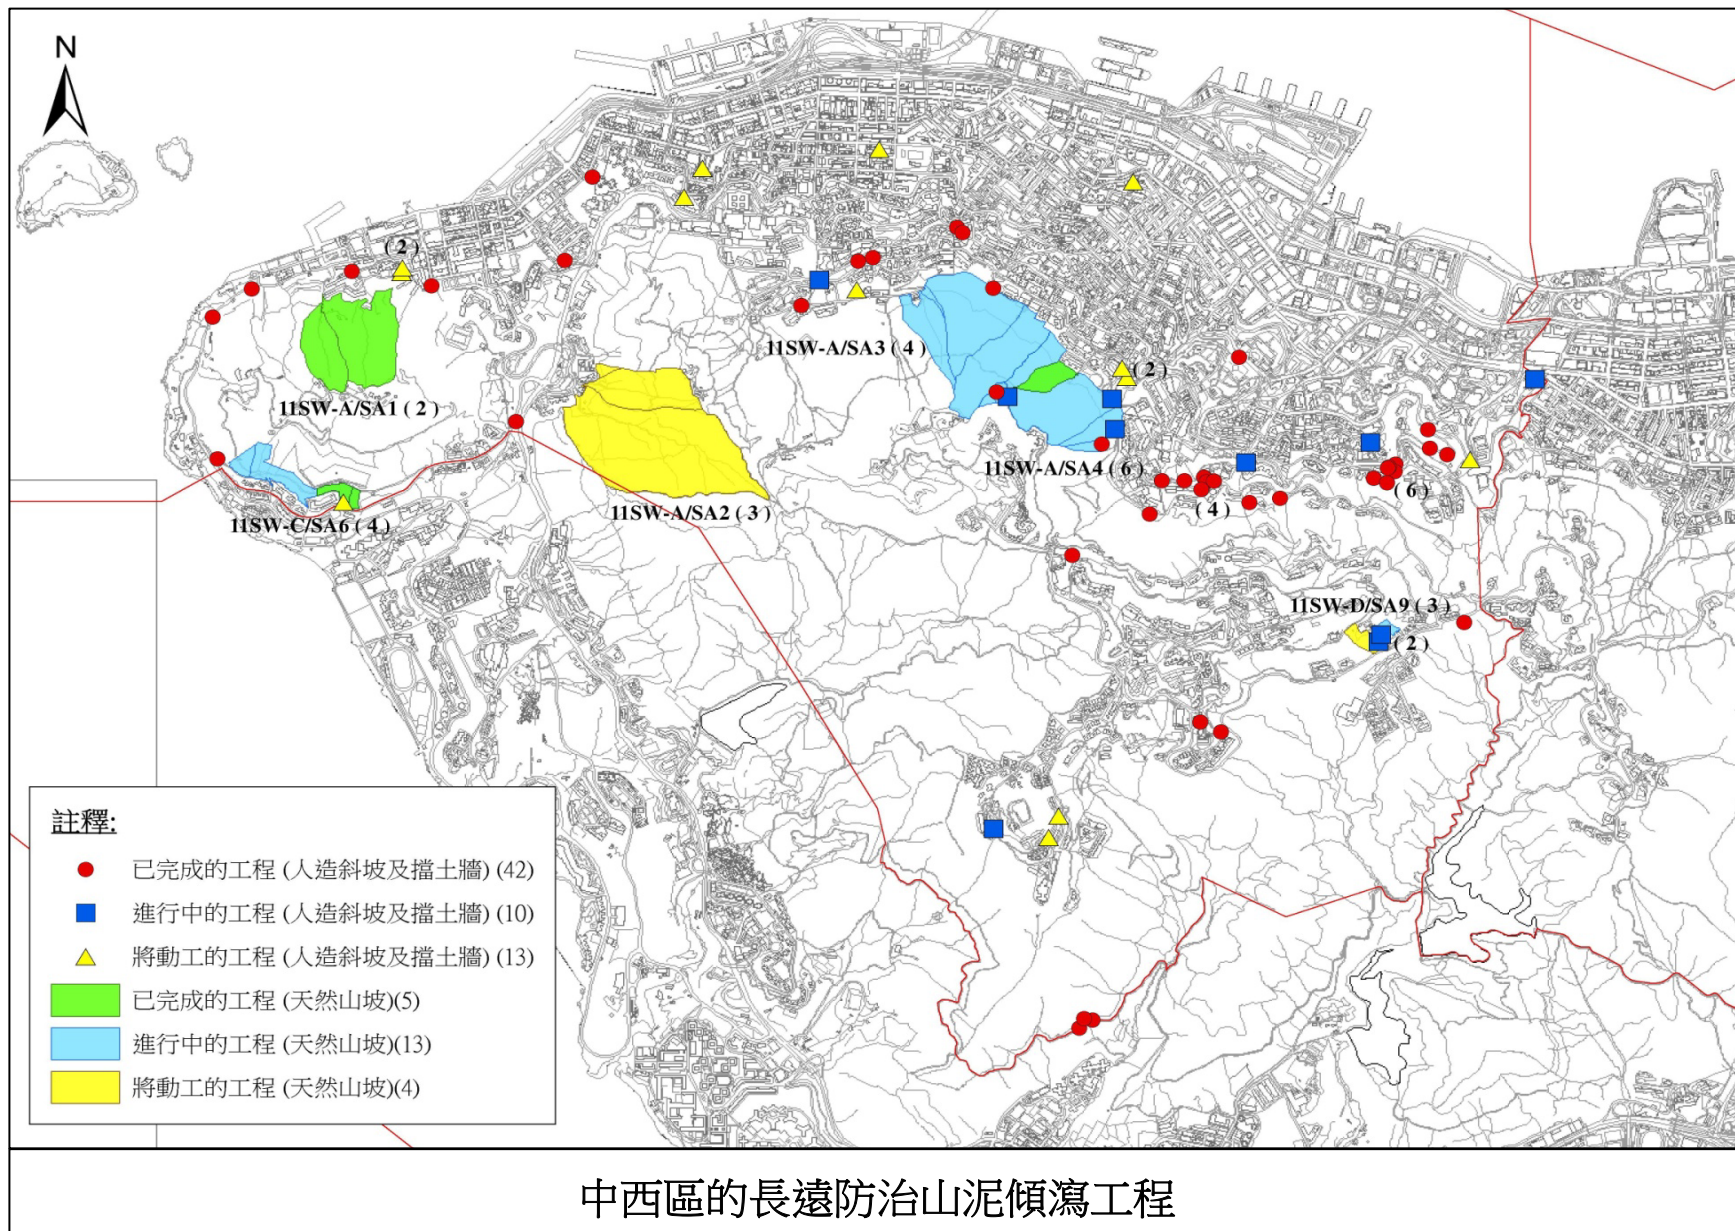 N
( 2 )
11SW-A/SA3 ( 4 )
( 2 )
11SW-A/SA1 ( 2 )
11SW-A/SA4 ( 6 )
( 6 )
( 4 )
11SW-A/SA2 ( 3 )
11SW-C/SA6 ( 4 )
11SW-D/SA9 ( 3 )
( 2 )
註釋:
已完成的工程 (人造斜坡及擋土牆) (42)
進行中的工程 (人造斜坡及擋土牆) (10)
將動工的工程 (人造斜坡及擋土牆) (13)
已完成的工程 (天然山坡)(5)
進行中的工程 (天然山坡)(13)
將動工的工程 (天然山坡)(4)
中西區的長遠防治山泥傾瀉工程